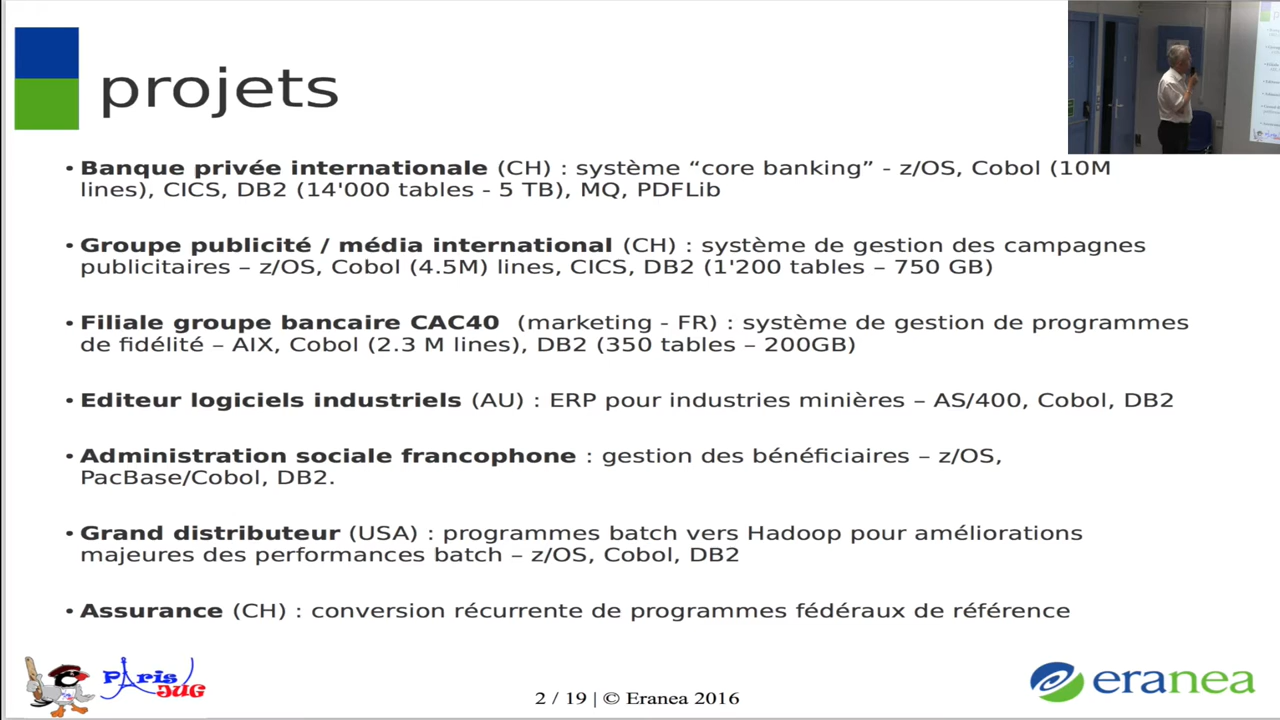 projets
• Banque privée internationale (CH) : système “core banking” - z/OS, Cobol (10M
lines), CICS, DB2 (14'000 tables - 5 TB), MQ, PDFLib
• Groupe publicité / média international (CH) : système de gestion des campagnes
publicitaires – z/OS, Cobol (4.5M) lines, CICS, DB2 (1'200 tables – 750 GB)
• Filiale groupe bancaire CAC40 (marketing - FR) : système de gestion de programmes
de fidélité – AIX, Cobol (2.3 M lines), DB2 (350 tables – 200GB)
• Editeur logiciels industriels (AU) : ERP pour industries minières – AS/400, Cobol, DB2
• Administration sociale francophone : gestion des bénéficiaires – z/OS,
PacBase/Cobol, DB2.
• Grand distributeur (USA) : programmes batch vers Hadoop pour améliorations
majeures des performances batch – z/OS, Cobol, DB2
• Assurance (CH) : conversion récurrente de programmes fédéraux de référence
Paris
JUG
2 / 19 | © Eranea 2016
eranea